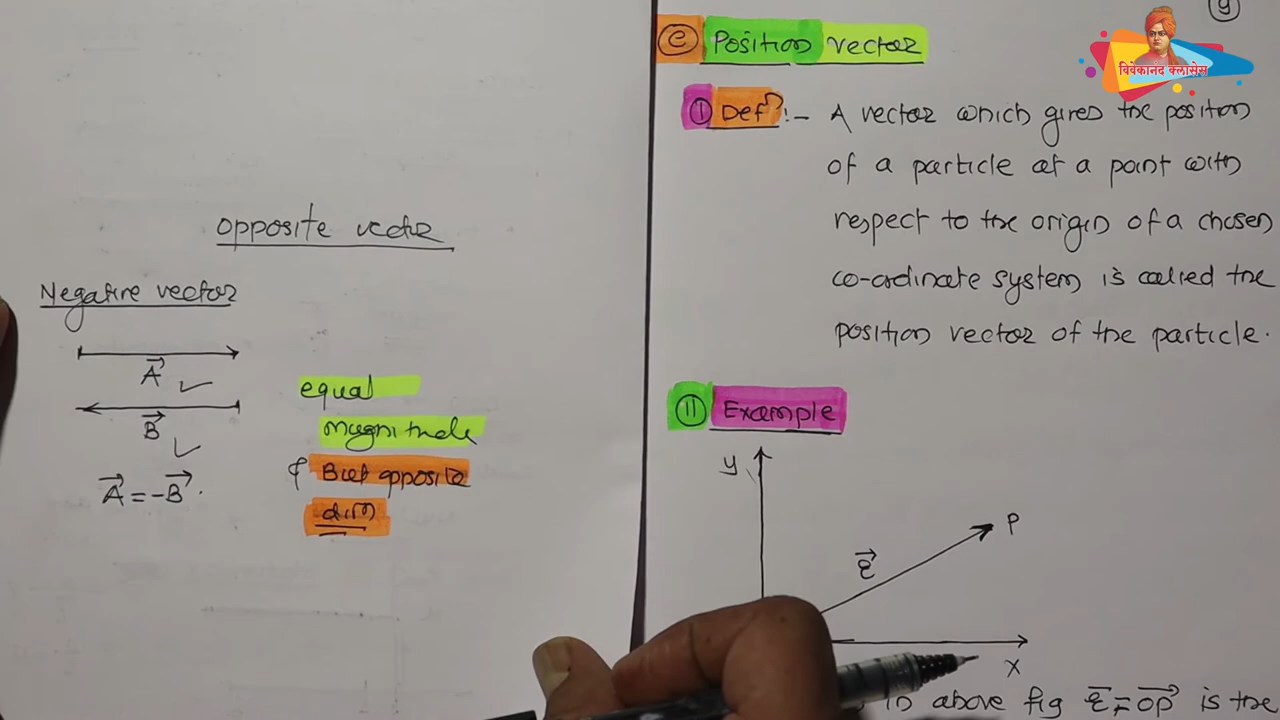 opposite vector
Negative vector
A
B
A = -B.
equal
magnitude
& But opposite
dirn
9
विवेकानंद क्लासेस
e Position vector
I Defn :- A vector which gives the position
of a particle at a point with
respect to the origin of a chosen
co-ordinate system is called the
position vector of the particle.
II Example
y
P
r
x
in above fig r = OP is the